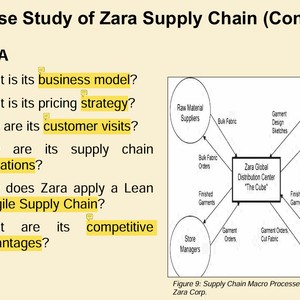 se Study of Zara Supply Chain (Con
A
t is its business model?
t is its pricing strategy?
are its customer visits?
are its supply chain
ations?
does Zara apply a Lean
gile Supply Chain?
at are its competitive
antages?
Raw Material
Suppliers
Bulk Fabric
Garment
Design
Sketches
Bulk Fabric
Orders
Zara Global
Distribution Center
"The Cube"
Finished
Garments
Finished
Garments
Garment
Orders
Garment Orders,
Cut Fabric
Store
Managers
Figure 9: Supply Chain Macro Processe
Zara Corp.